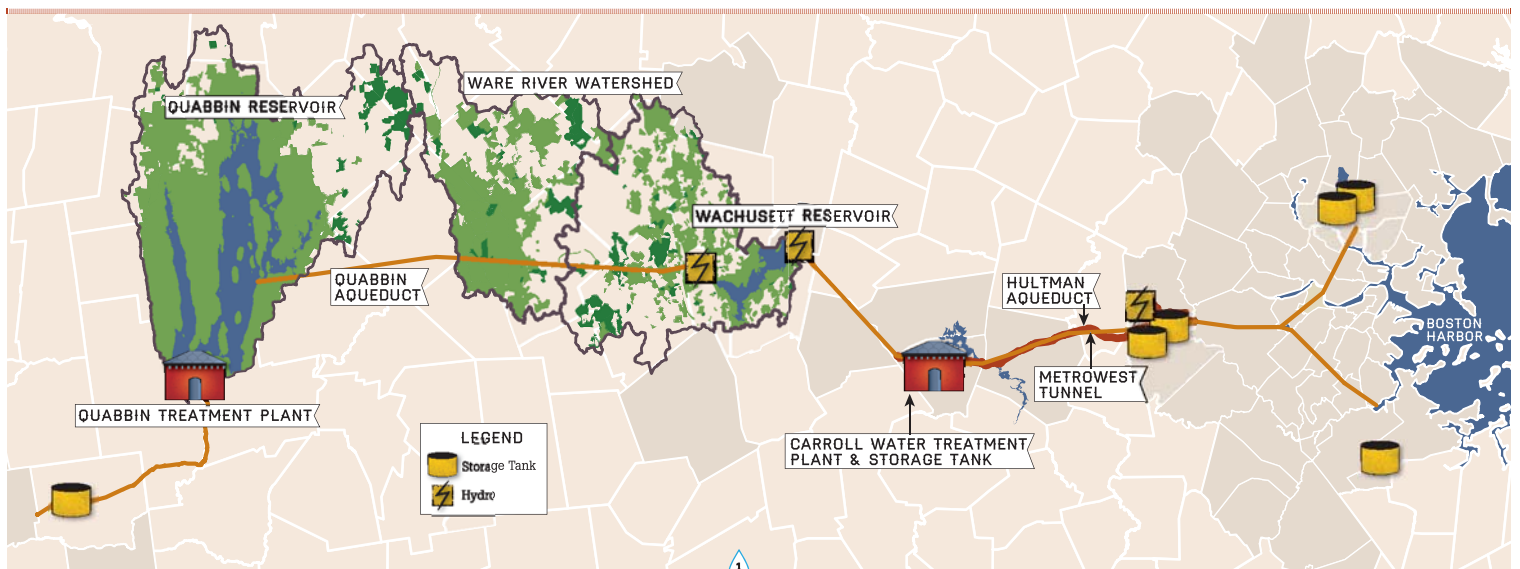 WARE RIVER WATERSHED
QUABBIN RESERVOIR
WACHUSETT RESERVOIR
QUABBIN
AQUEDUCT
HULTMAN
AQUEDUCT
BOSTON
HARBOR
METROWEST
TUNNEL
QUABBIN TREATMENT PLANT
CARROLL WATER TREATMENT
PLANT & STORAGE TANK
LEGEND
Storage Tank
Hydro
1